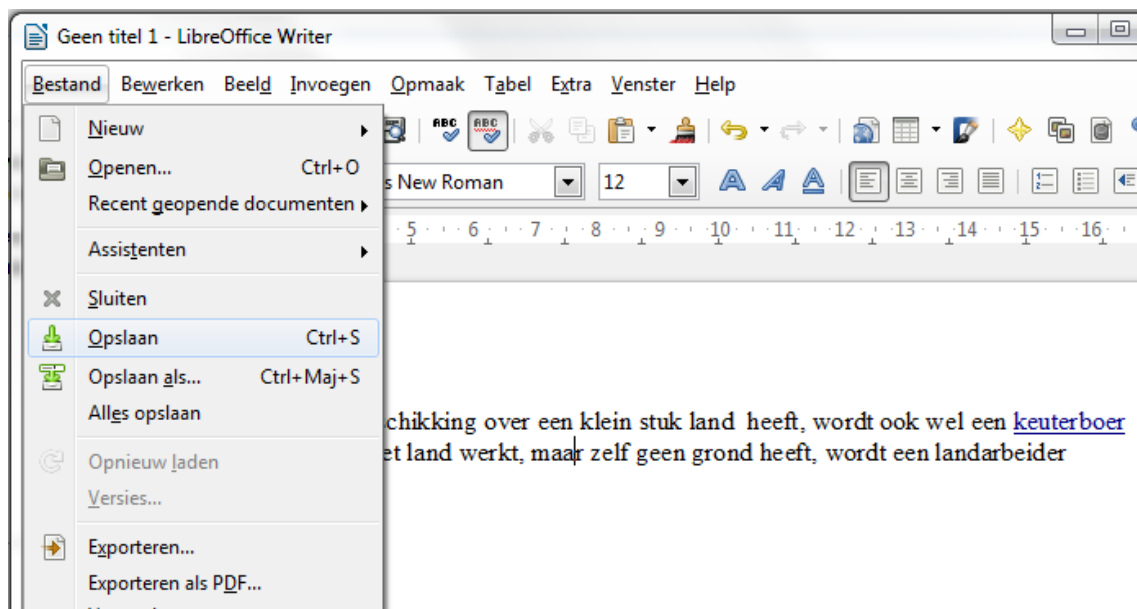 Geen titel 1 - LibreOffice Writer
Bestand Bewerken Beeld Invoegen Opmaak Tabel Extra Venster Help
Nieuw
ABC ABC
Openen... Ctrl+O
s New Roman 12
Recent geopende documenten
5 6 7 8 9 10 11 12 13 14 15 16
Assistenten
Sluiten
Opslaan Ctrl+S
Opslaan als... Ctrl+Maj+S
Alles opslaan
chikking over een klein stuk land heeft, wordt ook wel een keuterboer
et land werkt, maar zelf geen grond heeft, wordt een landarbeider
Opnieuw laden
Versies...
Exporteren...
Exporteren als PDF...